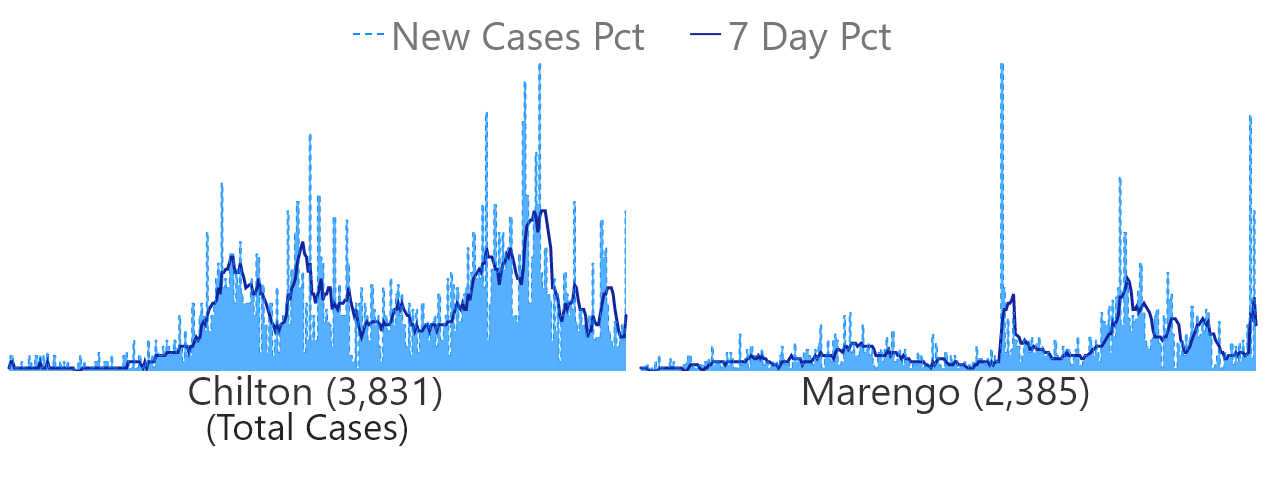 New Cases Pct 7 Day Pct
Chilton (3,831) Marengo (2,385)
(Total Cases)